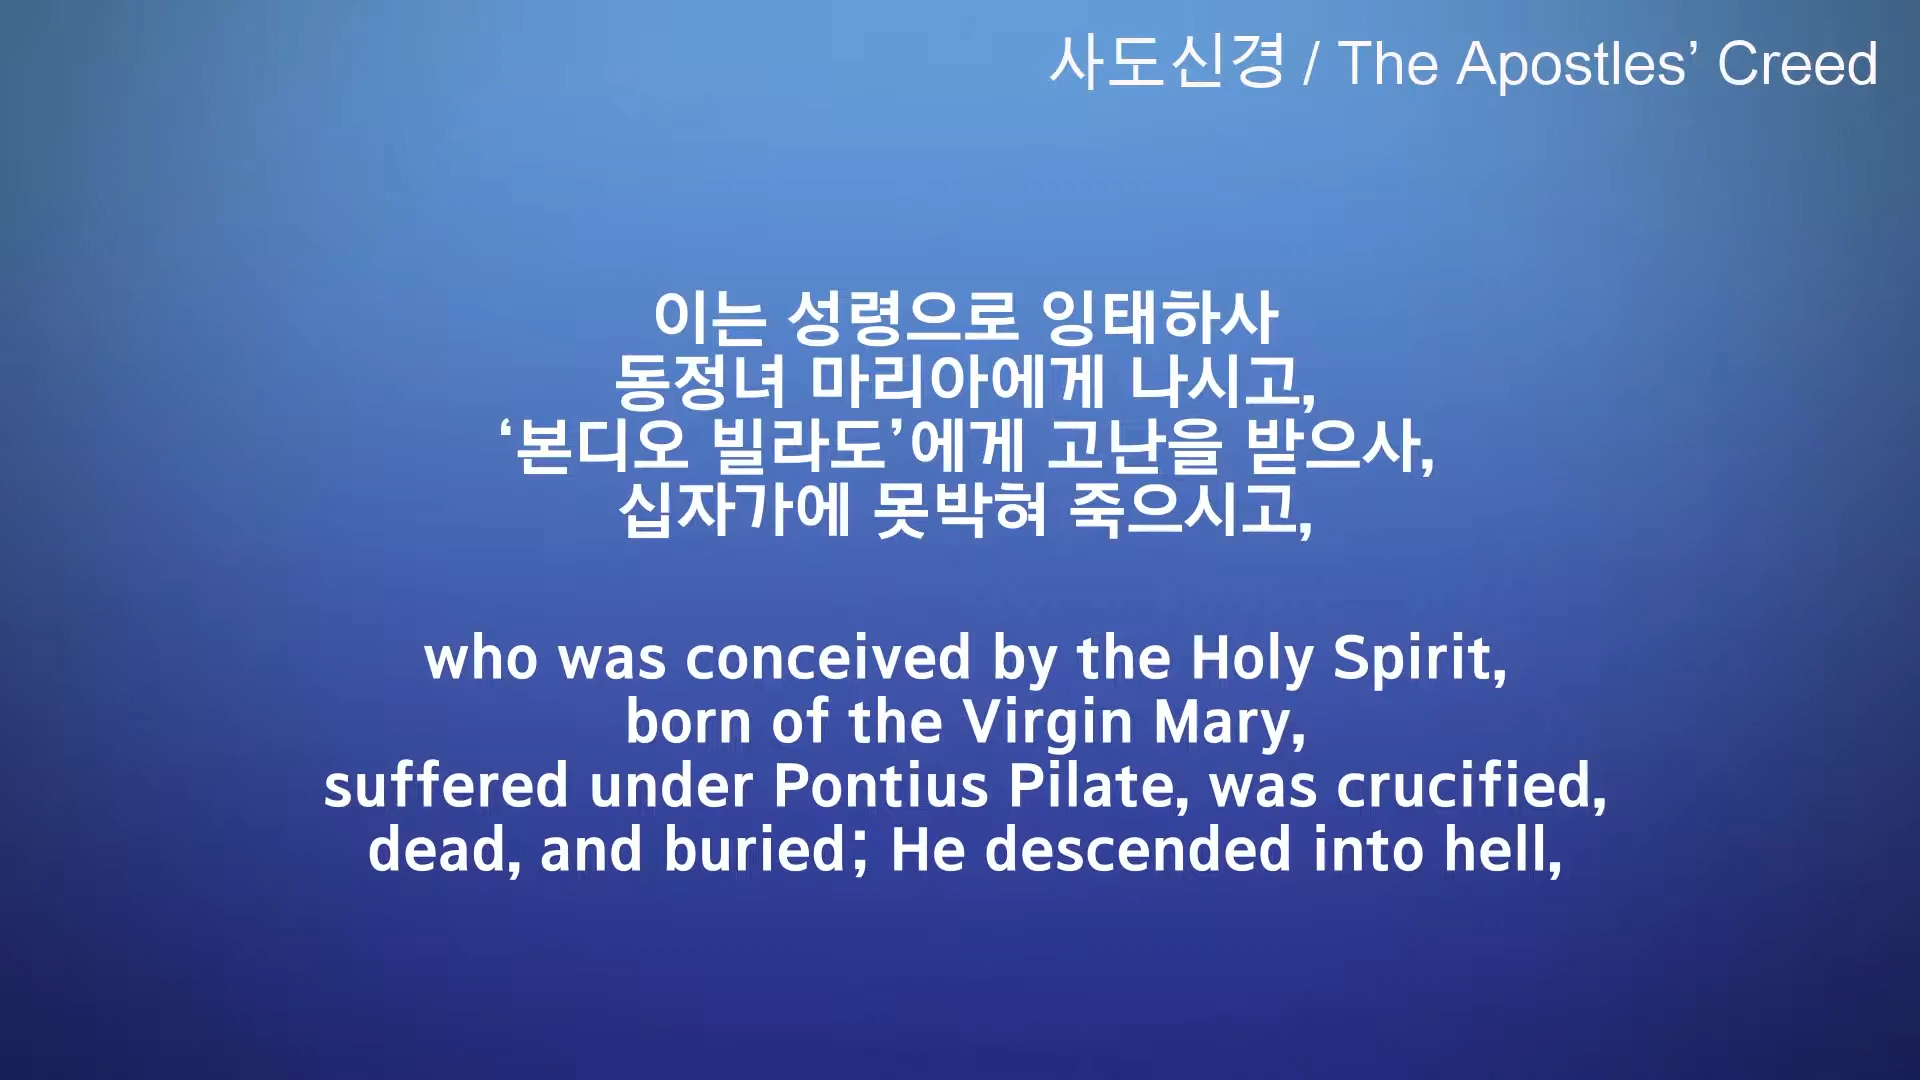 사도신경 / The Apostles’ Creed
이는 성령으로 잉태하사
동정녀 마리아에게 나시고,
‘본디오 빌라도’에게 고난을 받으사,
십자가에 못박혀 죽으시고,
who was conceived by the Holy Spirit,
born of the Virgin Mary,
suffered under Pontius Pilate, was crucified,
dead, and buried; He descended into hell,